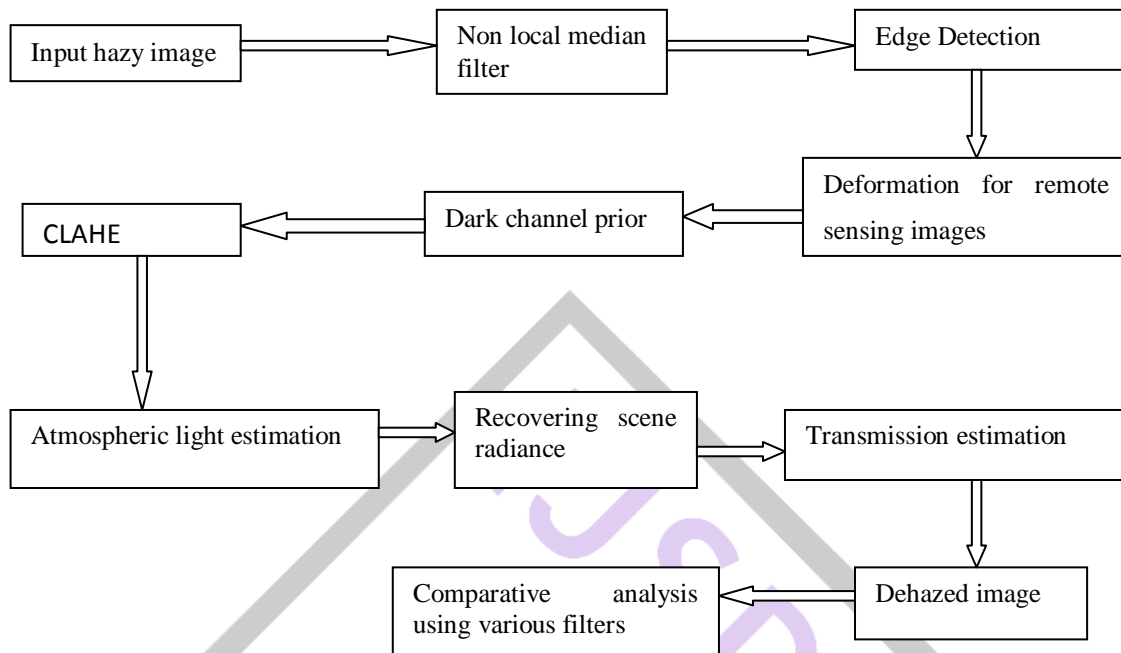 Input hazy image
Non local median
filter
Edge Detection
Deformation for remote
sensing images
Dark channel prior
CLAHE
Atmospheric light estimation
Recovering scene
radiance
Transmission estimation
Dehazed image
Comparative analysis
using various filters